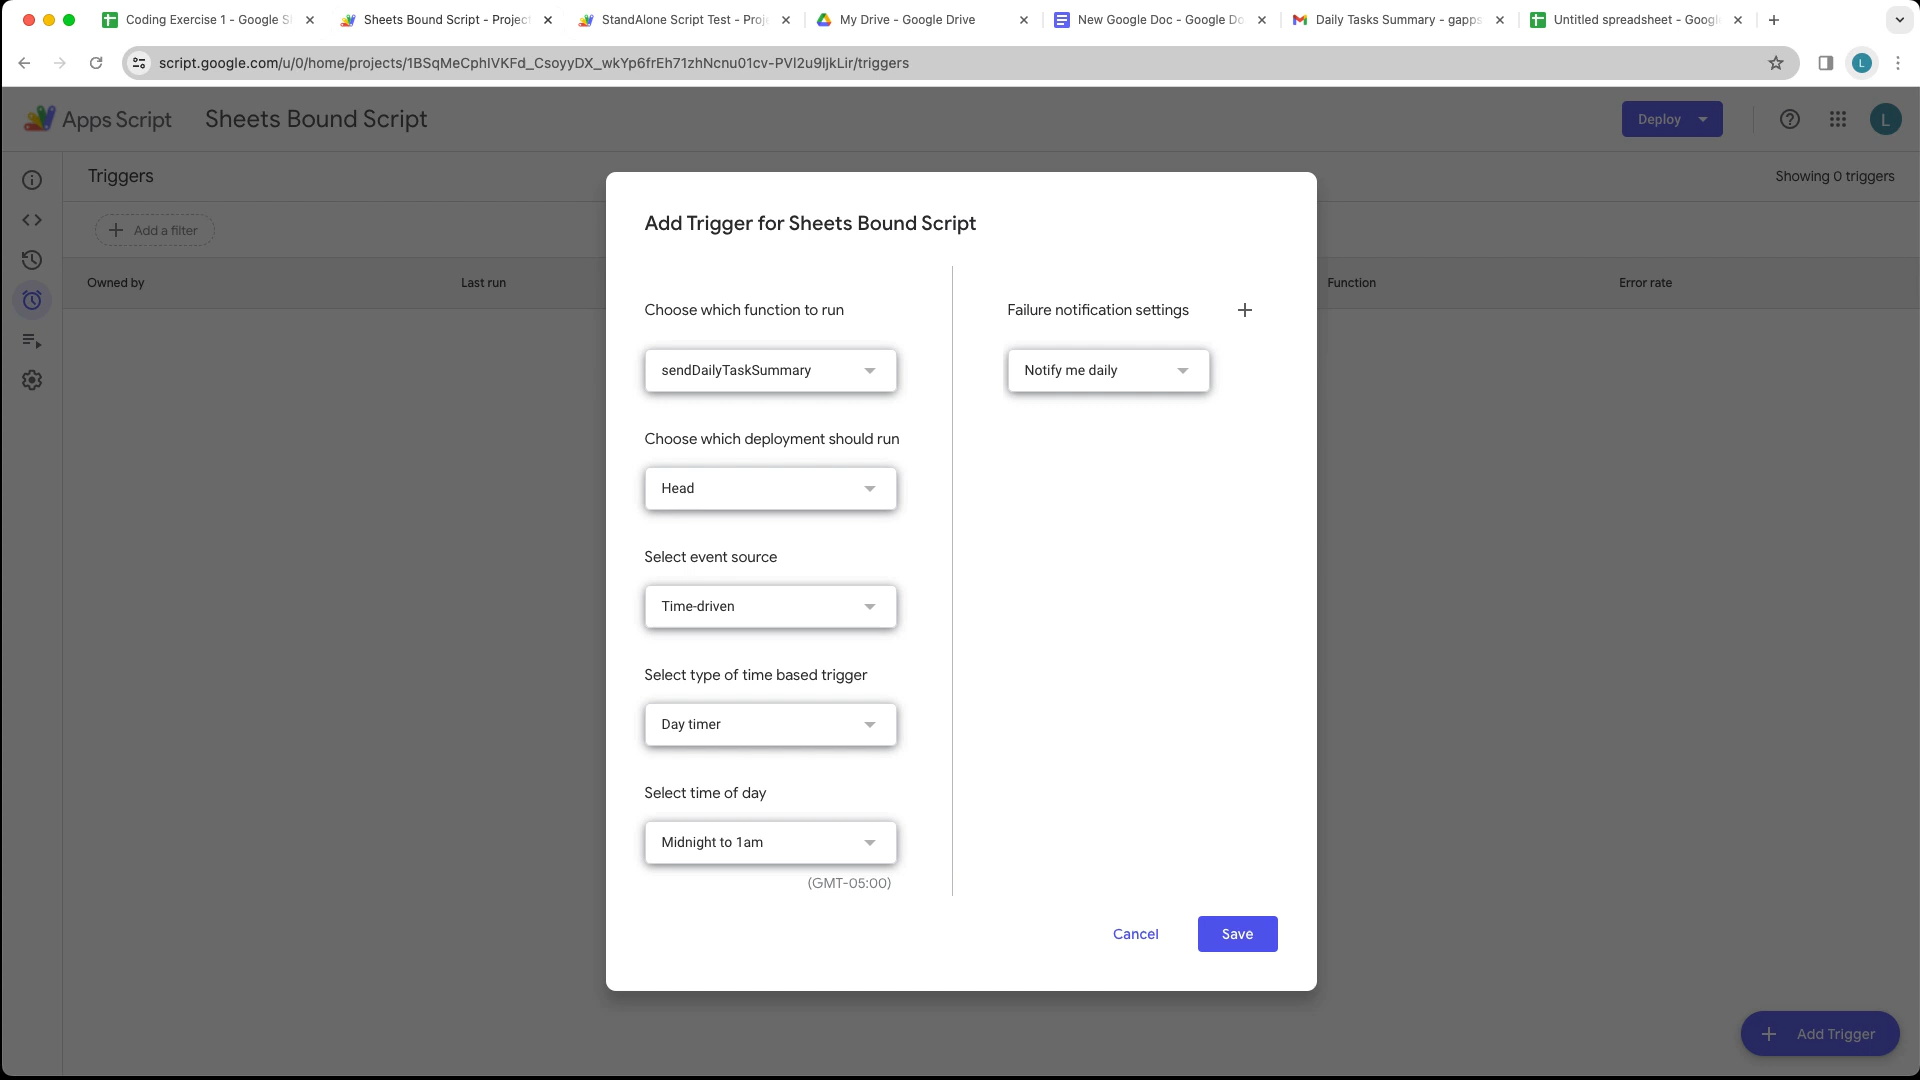 Coding Exercise 1 - Google S
Sheets Bound Script - Project
StandAlone Script Test - Proje
My Drive - Google Drive
New Google Doc - Google Do
Daily Tasks Summary - gapps
Untitled spreadsheet - Googl
script.google.com/u/0/home/projects/1BSqMeCphlVKFd_CsoyyDX_wkYp6frEh71zhNcnu01cv-PVl2u9IjkLir/triggers
L
Apps Script
Sheets Bound Script
Deploy
L
Triggers
Showing 0 triggers
Add a filter
Owned by
Last run
Function
Error rate
Add Trigger for Sheets Bound Script
Choose which function to run
sendDailyTaskSummary
Choose which deployment should run
Head
Select event source
Time-driven
Select type of time based trigger
Day timer
Select time of day
Midnight to 1am
(GMT-05:00)
Failure notification settings
Notify me daily
Cancel
Save
Add Trigger